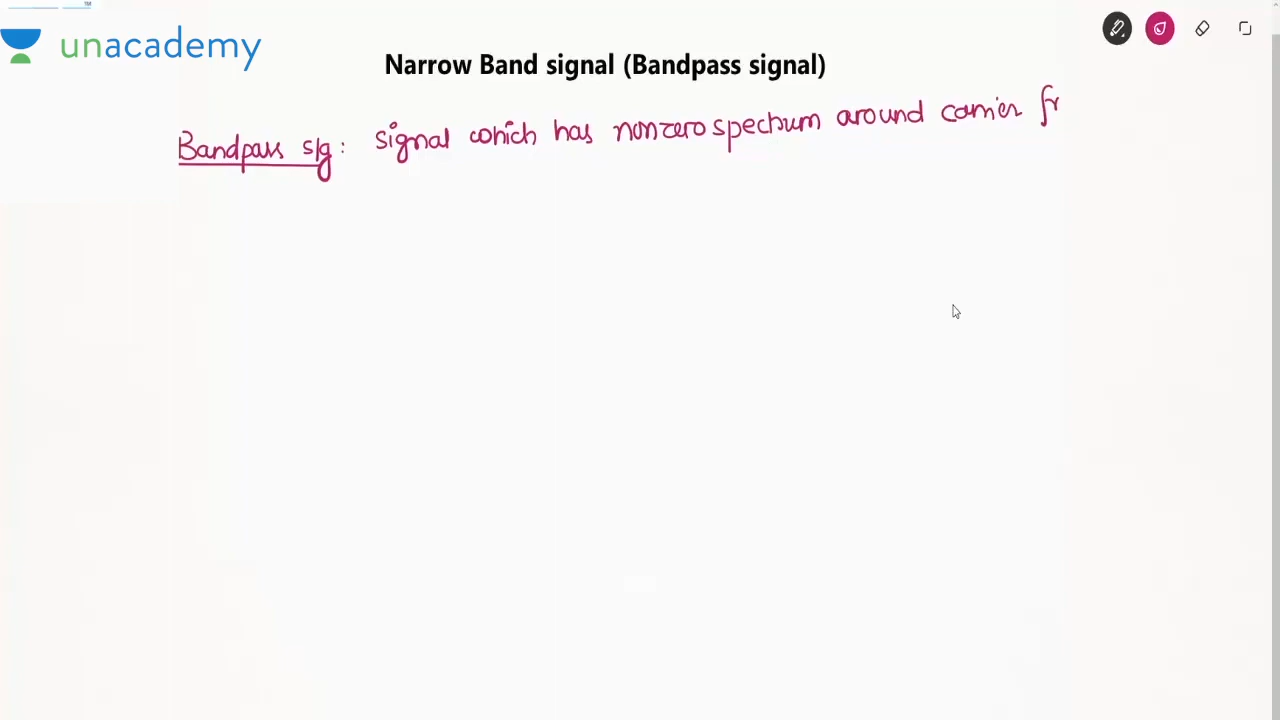 unacademy
Narrow Band signal (Bandpass signal)
Bandpass s/g: signal which has nonzero spectrum around carrier fr